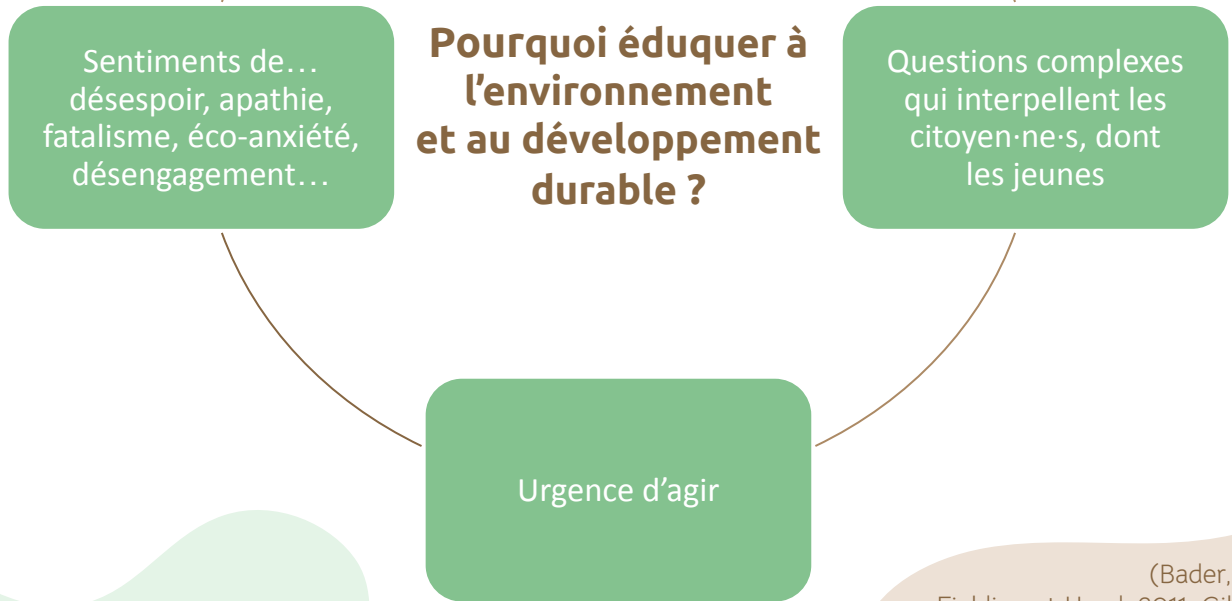 Sentiments de…
désespoir, apathie,
fatalisme, éco-anxiété,
désengagement…
Pourquoi éduquer à
l'environnement
et au développement
durable ?
Questions complexes
qui interpellent les
citoyen·ne·s, dont
les jeunes
Urgence d'agir
(Bader,